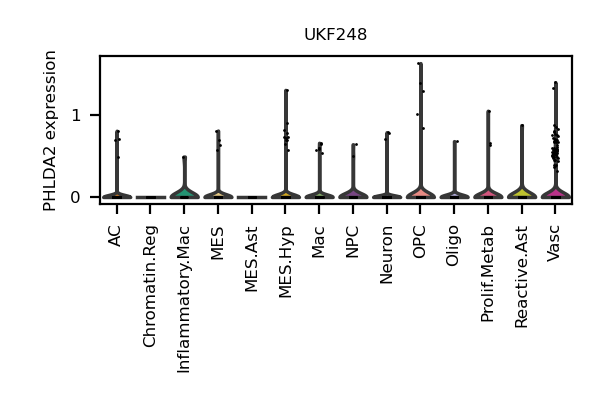 UKF248
PHLDA2 expression
1
0
AC
Chromatin.Reg
Inflammatory.Mac
MES
MES.Ast
MES.Hyp
Mac
NPC
Neuron
OPC
Oligo
Prolif.Metab
Reactive.Ast
Vasc